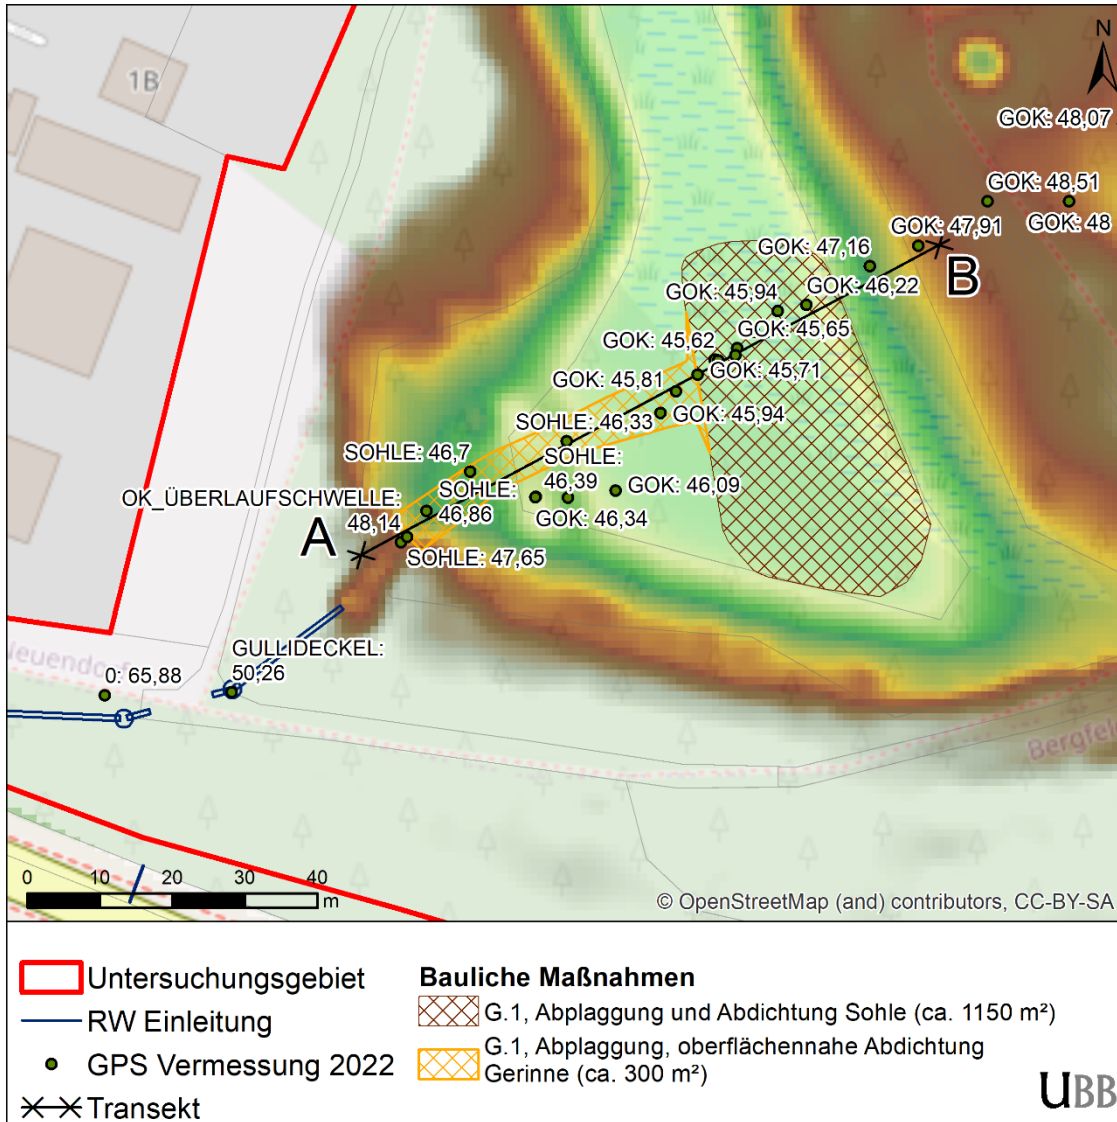 1B
N
GOK: 48,07
GOK: 48,51
GOK: 48
GOK: 47,91
B
GOK: 47,16
GOK: 46,22
GOK: 45,94
GOK: 45,65
GOK: 45,62
GOK: 45,71
GOK: 45,81
GOK: 45,94
SOHLE: 46,33
SOHLE: 46,7
SOHLE:
46,39
GOK: 46,09
GOK: 46,34
SOHLE:
46,86
OK_ÜBERLAUFSCHWELLE:
48,14
A
SOHLE: 47,65
GULLIDECKEL:
50,26
0: 65,88
Neuendorf
Bergfel
0 10 20 30 40
m
© OpenStreetMap (and) contributors, CC-BY-SA
Untersuchungsgebiet
RW Einleitung
GPS Vermessung 2022
Transekt
Bauliche Maßnahmen
G.1, Abplaggung und Abdichtung Sohle (ca. 1150 m²)
G.1, Abplaggung, oberflächennahe Abdichtung
Gerinne (ca. 300 m²)
UBB